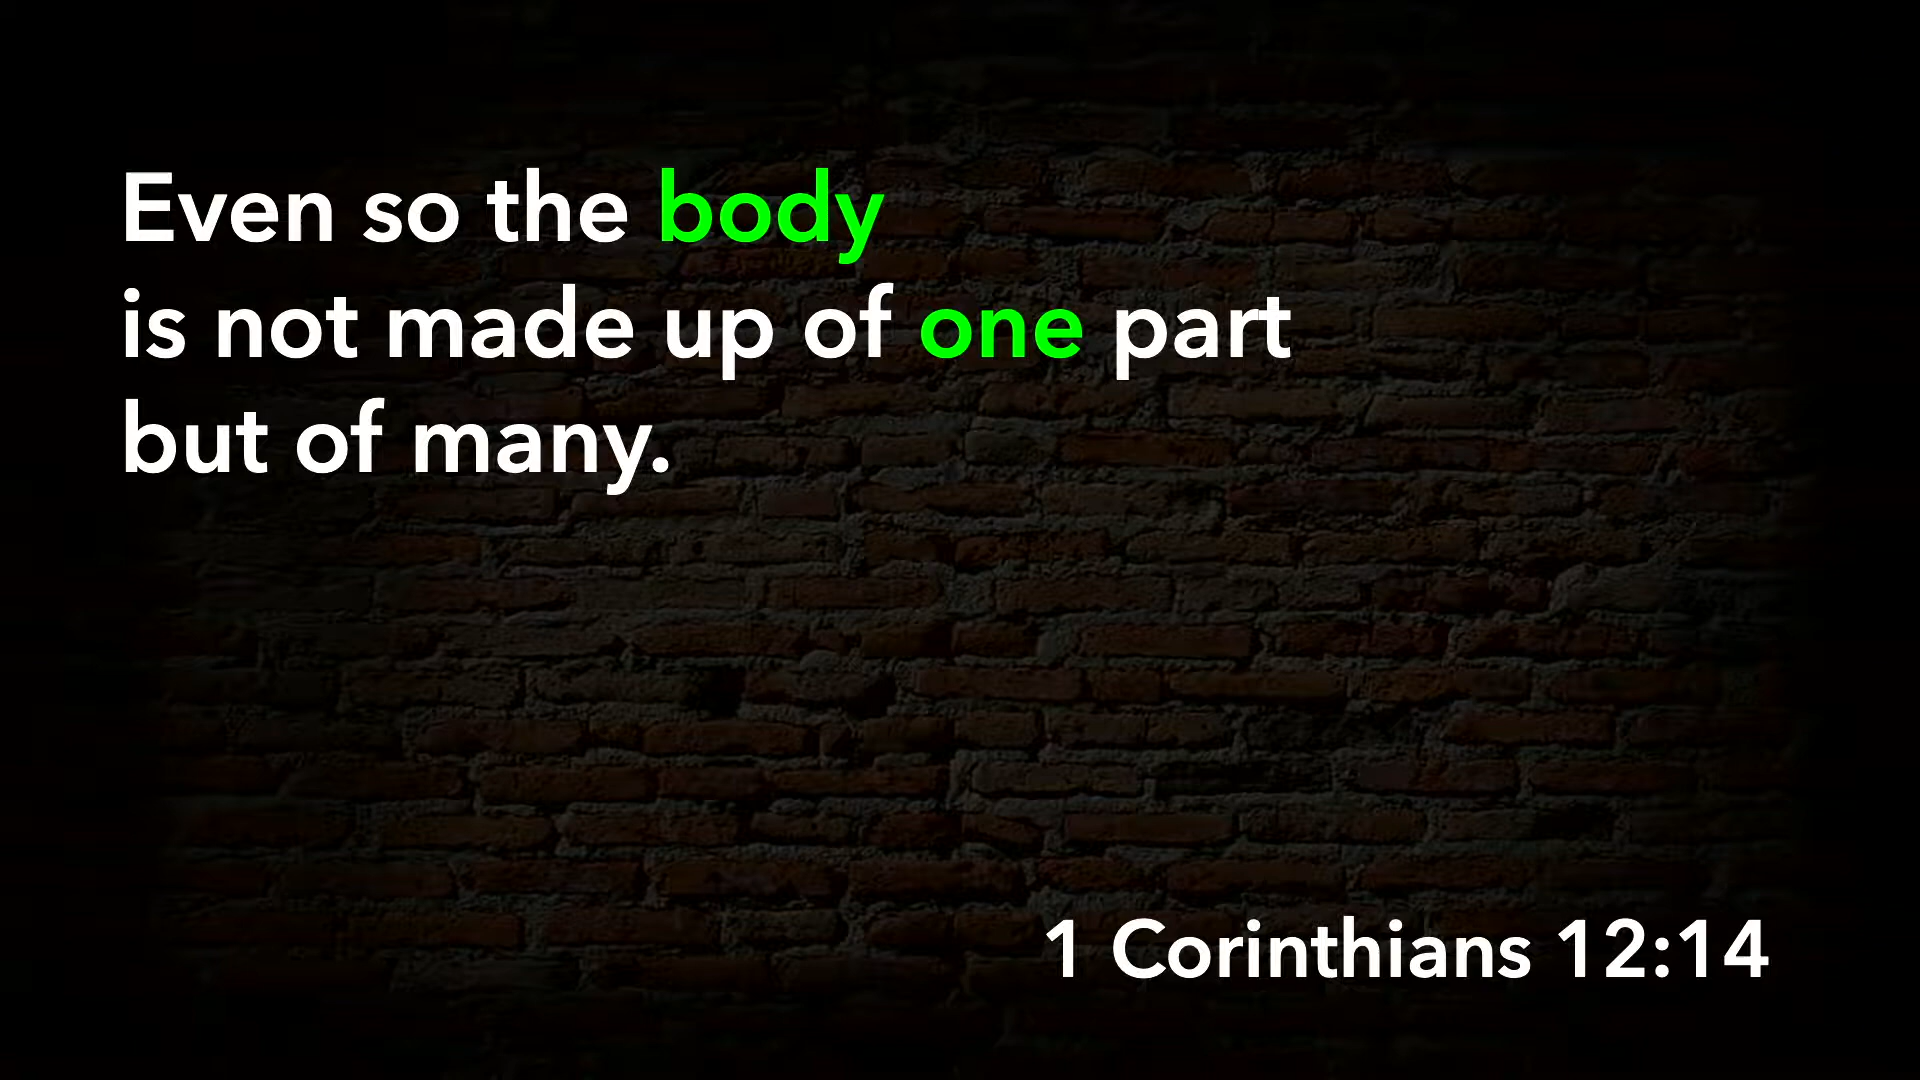 Even so the body
is not made up of one part
but of many.
1 Corinthians 12:14